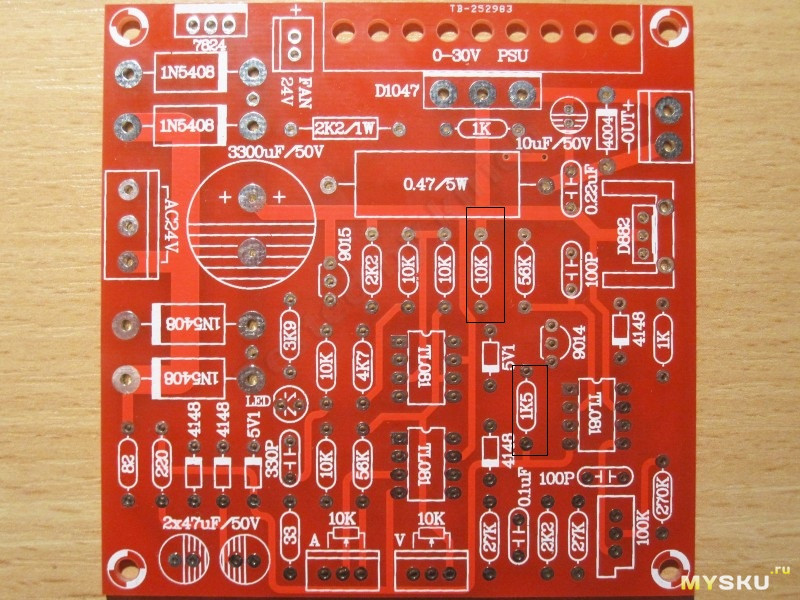 TB-252983
7824
+
FAN
24V
0-30V PSU
1N5408
D1047
1N5408
2K2/1W
1K
10uF/50V
4004
-OUT+
3300uF/50V
0.47/5W
0.22uF
AC24V
+ +
9015
2K2
10K
10K
10K
56K
100P
D882
1N5408
3K9
10K
4K7
TL081
5V1
9014
4148
1K
1N5408
LED
1K5
TL081
4148
4148
5V1
330P
82
220
10K
56K
TL081
4148
100P
270K
0.1uF
2x47uF/50V
33
10K
A
10K
V
27K
2K2
27K
100K
MYSKU.ru